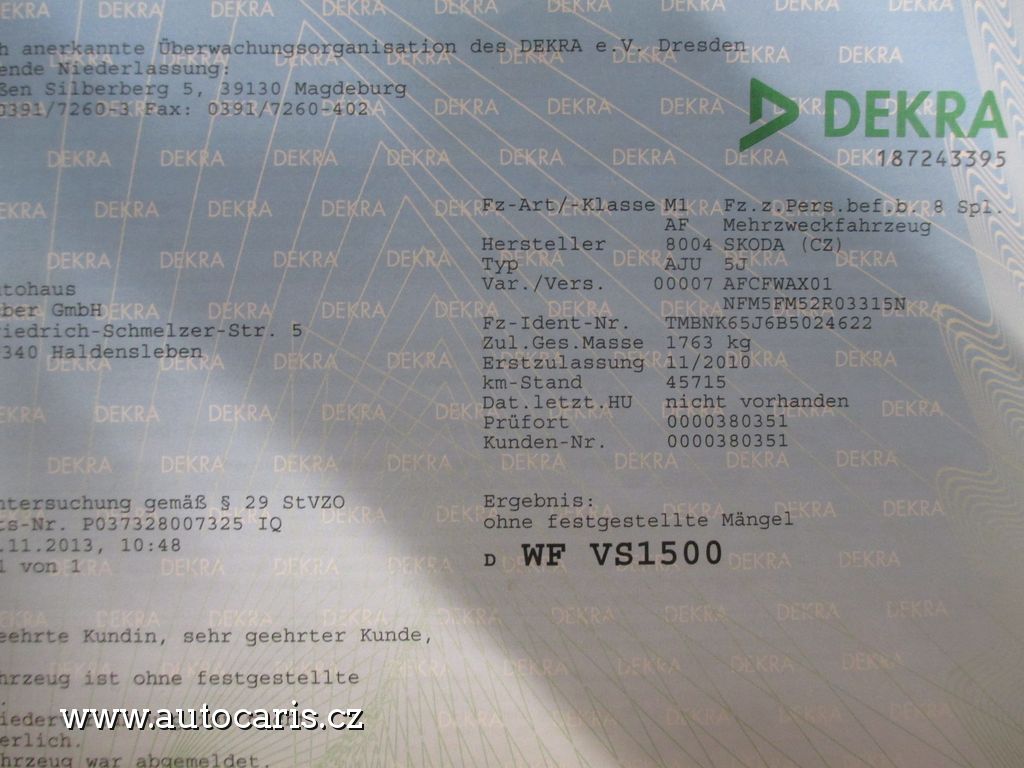 h anerkannte Überwachungsorganisation des DEKRA e.V. Dresden
ende Niederlassung:
ßen Silberberg 5, 39130 Magdeburg
0391/7260-3 Fax: 0391/7260-402
DEKRA
187243395
Fz-Art/-Klasse M1 Fz.z.Pers.bef.b. 8 Spl.
AF Mehrzweckfahrzeug
Hersteller 8004 SKODA (CZ)
Typ AJU 5J
Var./Vers. 00007 AFCFWAX01
NFM5FM52R03315N
Fz-Ident-Nr. TMBNK65J6B5024622
Zul.Ges.Masse 1763 kg
Erstzulassung 11/2010
km-Stand 45715
Dat.letzt.HU nicht vorhanden
Prüfort 0000380351
Kunden-Nr. 0000380351
utohaus
ber GmbH
riedrich-Schmelzer-Str. 5
340 Haldensleben
ntersuchung gemäß § 29 StVZO
ts-Nr. P037328007325 IQ
.11.2013, 10:48
1 von 1
Ergebnis:
ohne festgestellte Mängel
D WF VS1500
eehrte Kundin, sehr geehrter Kunde,
hrzeug ist ohne festgestellte
www.autocaris.cz
erlich.
hrzeug war abgemeldet.